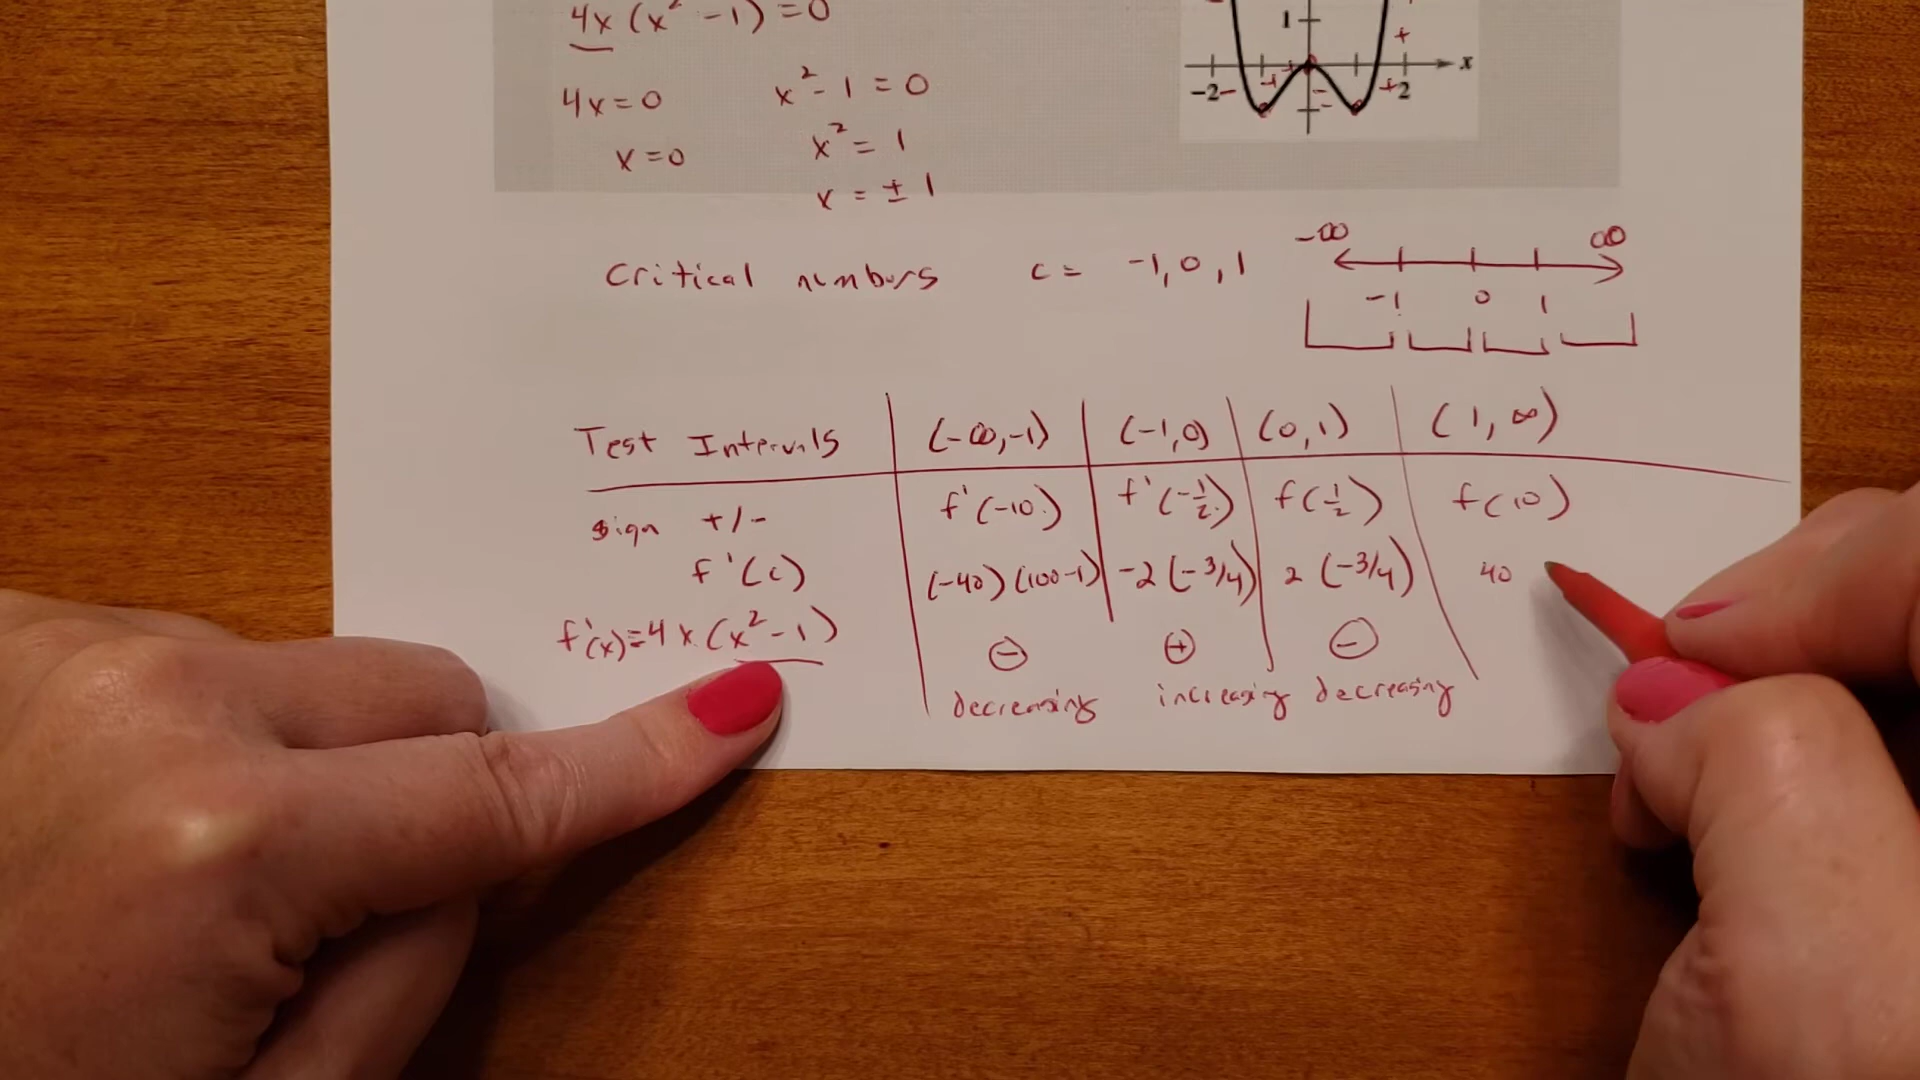 4x(x² -1) =0
1
x
-2
2
4x=0
x² - 1 = 0
x² = 1
x=0
x = ± 1
-∞ ∞
Critical numbers c = -1, 0, 1
-1 0 1
Test Intervals (-∞,-1) (-1,0) (0,1) (1, ∞)
sign +/- f'(-10) f'(-1/2) f(1/2) f(10)
f'(c) (-40)(100-1) -2(-3/4) 2(-3/4) 40
f'(x)=4x(x²-1) - + -
decreasing increasing decreasing